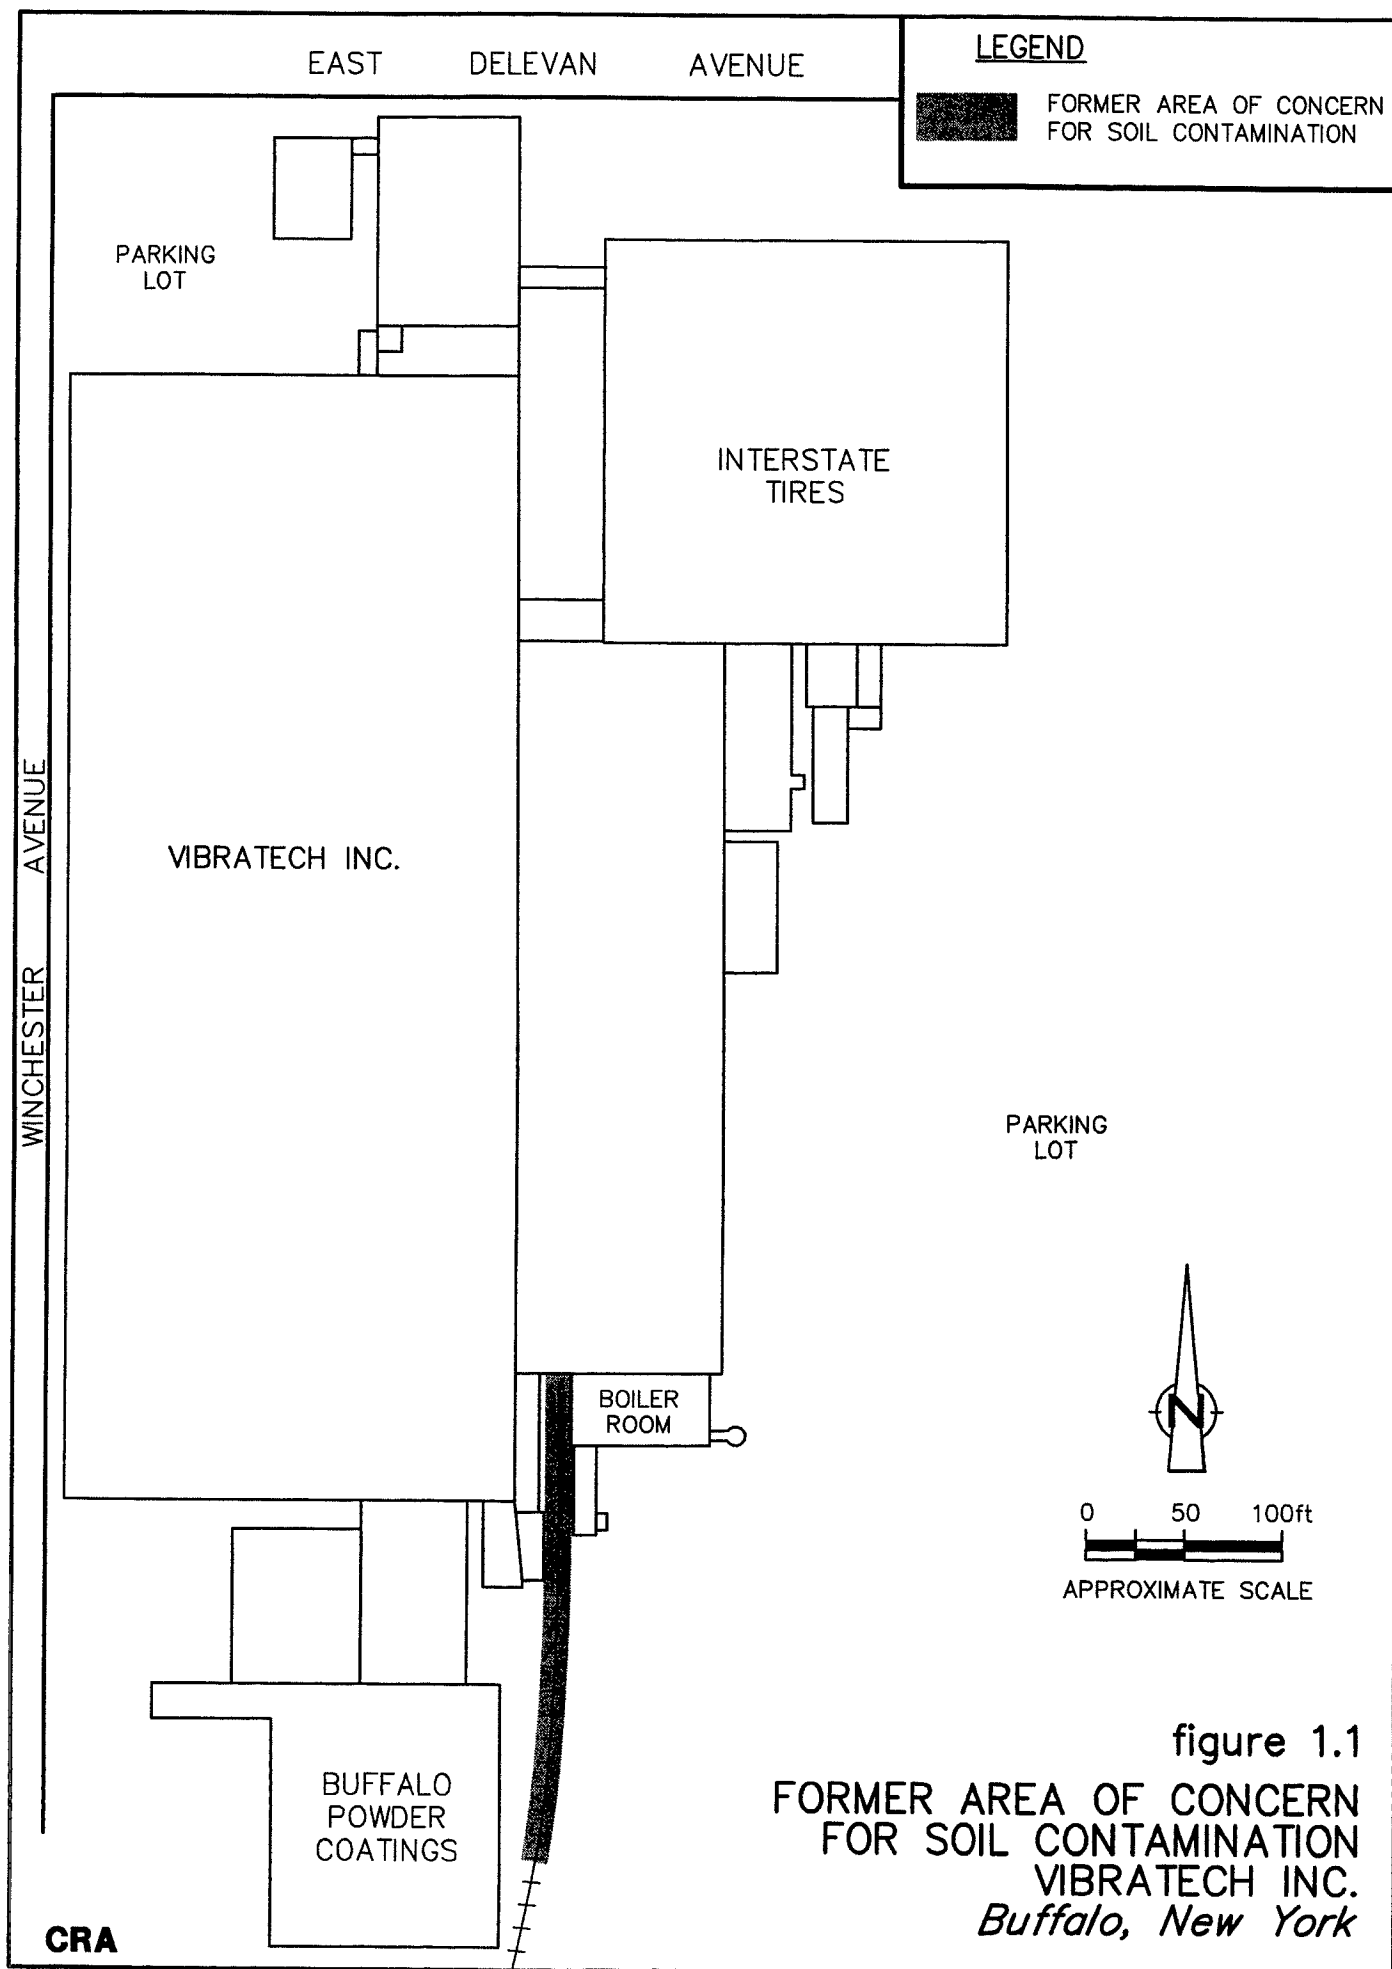 EAST DELEVAN AVENUE
LEGEND
FORMER AREA OF CONCERN
FOR SOIL CONTAMINATION
PARKING
LOT
INTERSTATE
TIRES
WINCHESTER AVENUE
VIBRATECH INC.
PARKING
LOT
BOILER
ROOM
N
0 50 100ft
APPROXIMATE SCALE
BUFFALO
POWDER
COATINGS
figure 1.1
FORMER AREA OF CONCERN
FOR SOIL CONTAMINATION
VIBRATECH INC.
Buffalo, New York
CRA